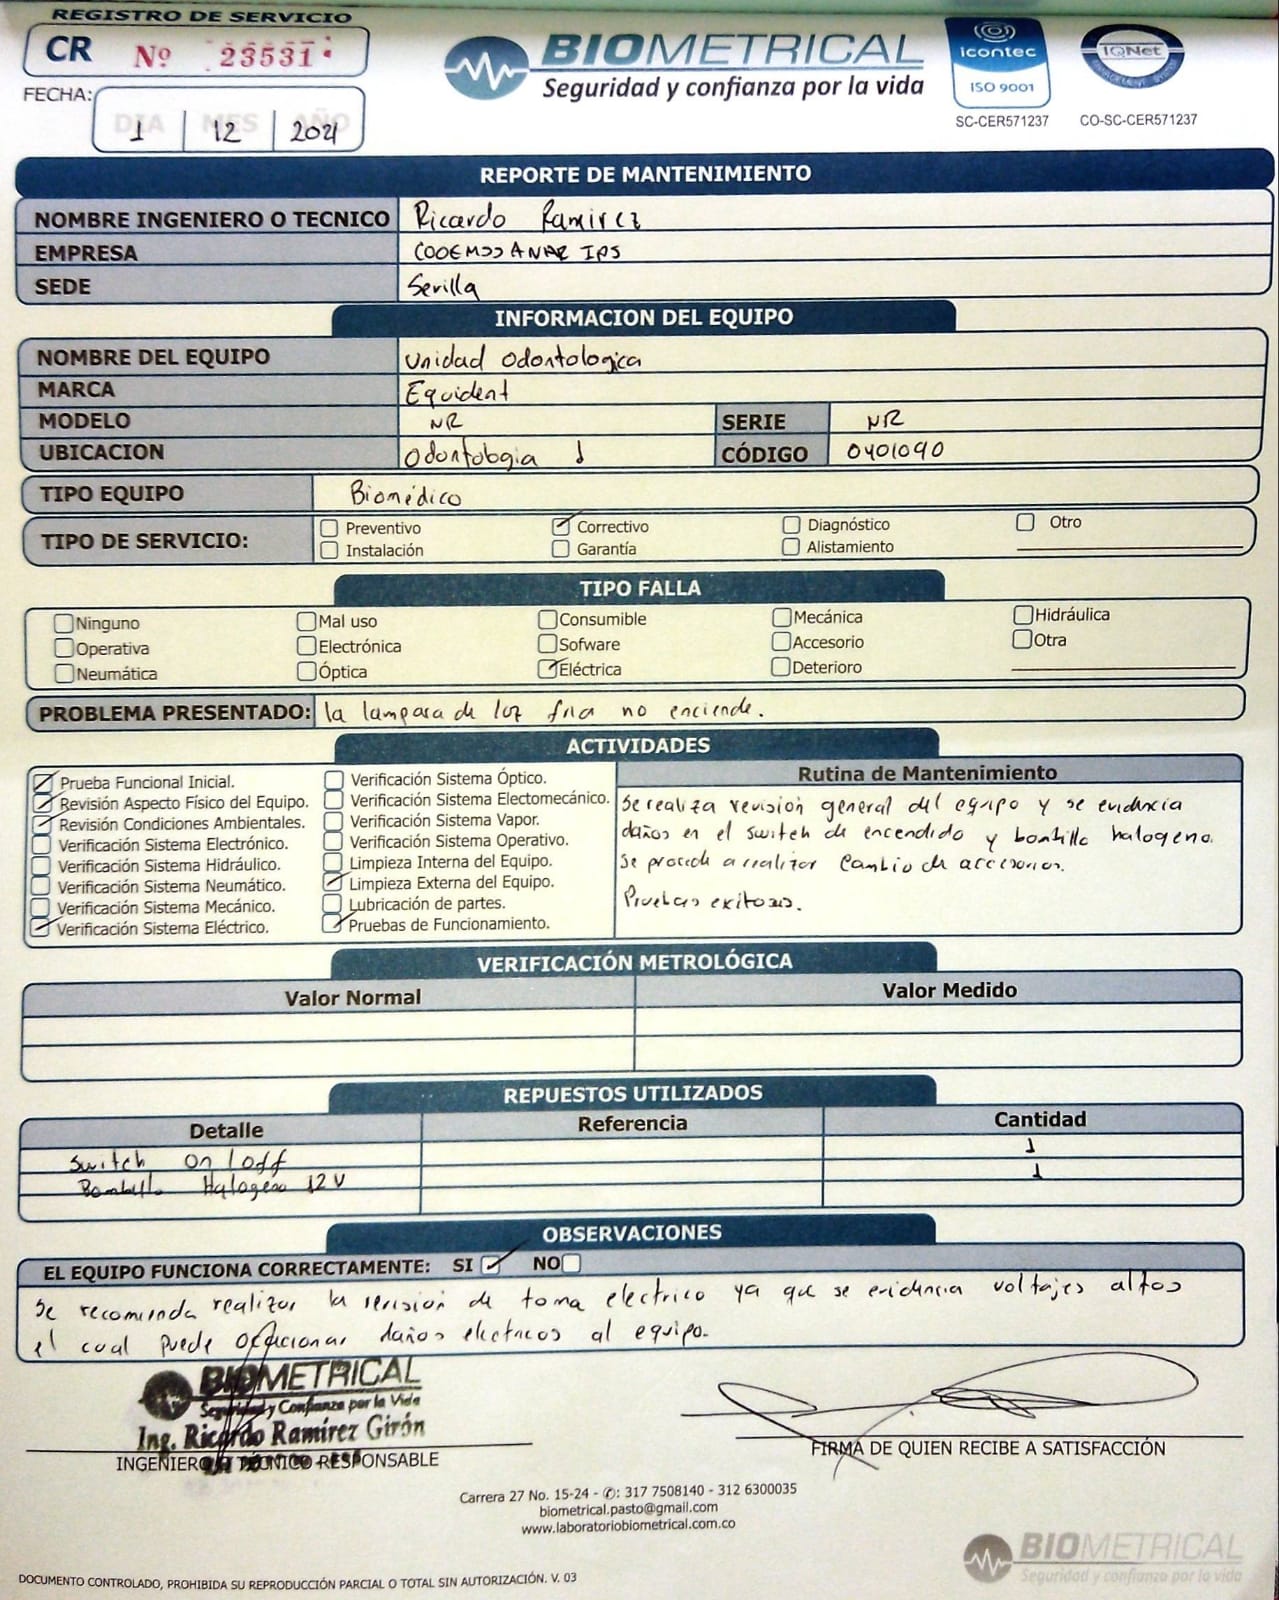 REGISTRO DE SERVICIO
CR Nº 23531
FECHA:
DIA MES AÑO
1 12 2021
BIOMETRICAL
Seguridad y confianza por la vida
icontec
ISO 9001
SC-CER571237
IQNet
MANAGEMENT SYSTEM
CO-SC-CER571237
REPORTE DE MANTENIMIENTO
NOMBRE INGENIERO O TECNICO Ricardo Ramirez
EMPRESA COOEMSSANAR IPS
SEDE Sevilla
INFORMACION DEL EQUIPO
NOMBRE DEL EQUIPO Unidad Odontologica
MARCA Equident
MODELO NR SERIE NR
UBICACION Odontologia 1 CÓDIGO 0401090
TIPO EQUIPO Biomédico
TIPO DE SERVICIO: Preventivo Correctivo Diagnóstico Otro
Instalación Garantía Alistamiento
TIPO FALLA
Ninguno Mal uso Consumible Mecánica Hidráulica
Operativa Electrónica Sofware Accesorio Otra
Neumática Óptica Eléctrica Deterioro
PROBLEMA PRESENTADO: la lampara de luz fria no enciende.
ACTIVIDADES
Prueba Funcional Inicial.
Revisión Aspecto Físico del Equipo.
Revisión Condiciones Ambientales.
Verificación Sistema Electrónico.
Verificación Sistema Hidráulico.
Verificación Sistema Neumático.
Verificación Sistema Mecánico.
Verificación Sistema Eléctrico.
Verificación Sistema Óptico.
Verificación Sistema Electomecánico.
Verificación Sistema Vapor.
Verificación Sistema Operativo.
Limpieza Interna del Equipo.
Limpieza Externa del Equipo.
Lubricación de partes.
Pruebas de Funcionamiento.
Rutina de Mantenimiento
Se realiza revisión general del equipo y se evidencia
daños en el switch de encendido y bombillo halogeno.
Se procede a realizar cambio de accesorios.
Pruebas exitosas.
VERIFICACIÓN METROLÓGICA
Valor Normal Valor Medido
REPUESTOS UTILIZADOS
Detalle Referencia Cantidad
Switch on/off 1
Bombillo Halogeno 12V 1
OBSERVACIONES
EL EQUIPO FUNCIONA CORRECTAMENTE: SI NO
Se recomienda realizar la revisión de toma electrico ya que se evidencia voltajes altos
el cual puede ocacionar daños electricos al equipo.
BIOMETRICAL
Seguridad y Confianza por la Vida
Ing. Ricardo Ramírez Girón
INGENIERO O TÉCNICO RESPONSABLE
FIRMA DE QUIEN RECIBE A SATISFACCIÓN
Carrera 27 No. 15-24 - ✆: 317 7508140 - 312 6300035
biometrical.pasto@gmail.com
www.laboratoriobiometrical.com.co
BIOMETRICAL
Seguridad y confianza por la vida
DOCUMENTO CONTROLADO, PROHIBIDA SU REPRODUCCIÓN PARCIAL O TOTAL SIN AUTORIZACIÓN. V. 03